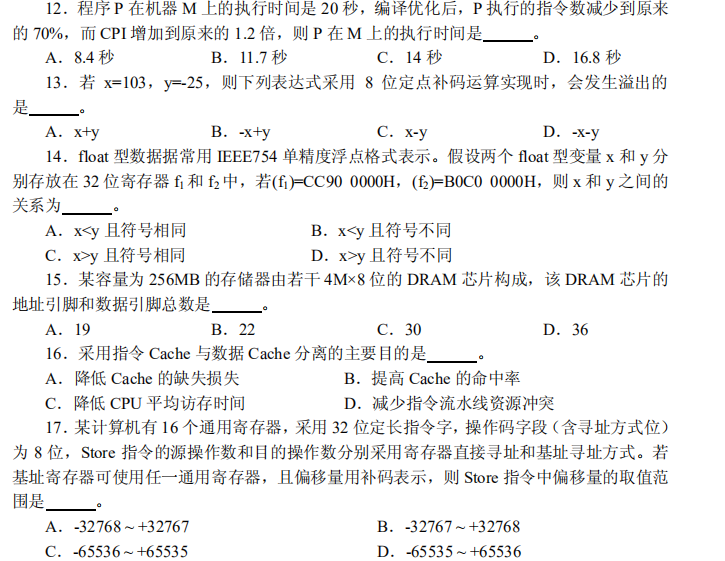 12．程序 P 在机器 M 上的执行时间是 20 秒，编译优化后，P 执行的指令数减少到原来
的 70%，而 CPI 增加到原来的 1.2 倍，则 P 在 M 上的执行时间是______。
A．8.4 秒 B．11.7 秒 C．14 秒 D．16.8 秒
13．若 x=103，y=-25，则下列表达式采用 8 位定点补码运算实现时，会发生溢出的
是______。
A．x+y B．-x+y C．x-y D．-x-y
14．float 型数据据常用 IEEE754 单精度浮点格式表示。假设两个 float 型变量 x 和 y 分
别存放在 32 位寄存器 f1 和 f2 中，若(f1)=CC90 0000H，(f2)=B0C0 0000H，则 x 和 y 之间的
关系为______。
A．x<y 且符号相同 B．x<y 且符号不同
C．x>y 且符号相同 D．x>y 且符号不同
15．某容量为 256MB 的存储器由若干 4M×8 位的 DRAM 芯片构成，该 DRAM 芯片的
地址引脚和数据引脚总数是______。
A．19 B．22 C．30 D．36
16．采用指令 Cache 与数据 Cache 分离的主要目的是______。
A．降低 Cache 的缺失损失 B．提高 Cache 的命中率
C．降低 CPU 平均访存时间 D．减少指令流水线资源冲突
17．某计算机有 16 个通用寄存器，采用 32 位定长指令字，操作码字段（含寻址方式位）
为 8 位，Store 指令的源操作数和目的操作数分别采用寄存器直接寻址和基址寻址方式。若
基址寄存器可使用任一通用寄存器，且偏移量用补码表示，则 Store 指令中偏移量的取值范
围是______。
A．-32768 ~ +32767 B．-32767 ~ +32768
C．-65536 ~ +65535 D．-65535 ~ +65536